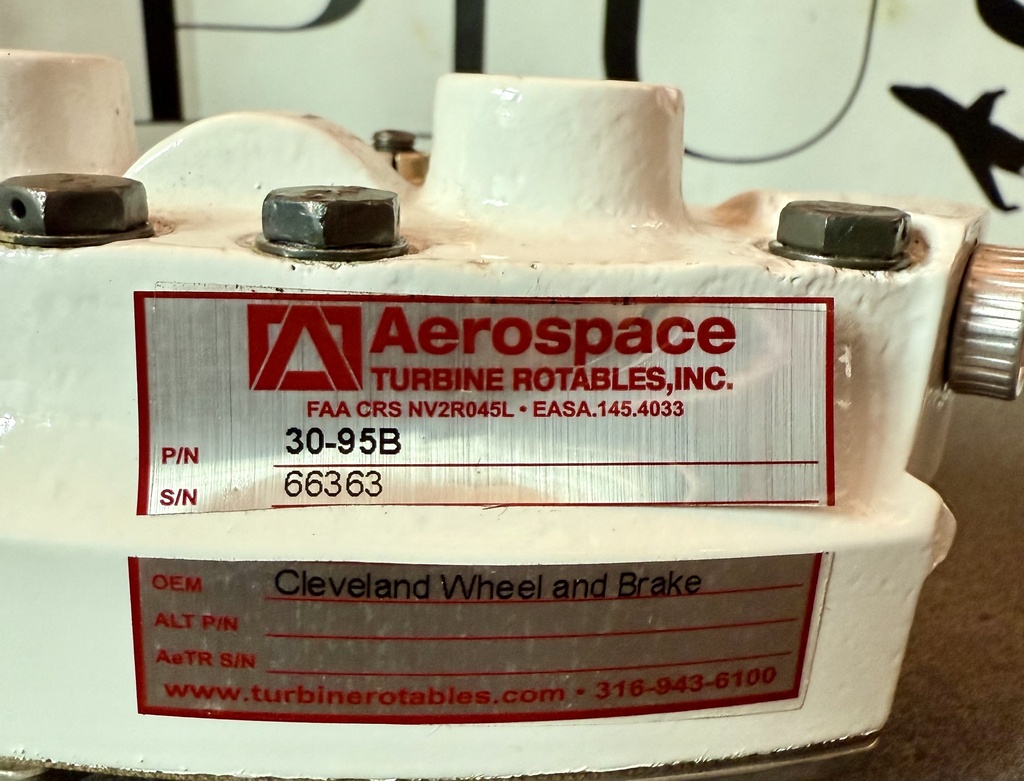 Aerospace
TURBINE ROTABLES,INC.
FAA CRS NV2R045L • EASA.145.4033
P/N 30-95B
S/N 66363
OEM Cleveland Wheel and Brake
ALT P/N
AeTR S/N
www.turbinerotables.com • 316-943-6100